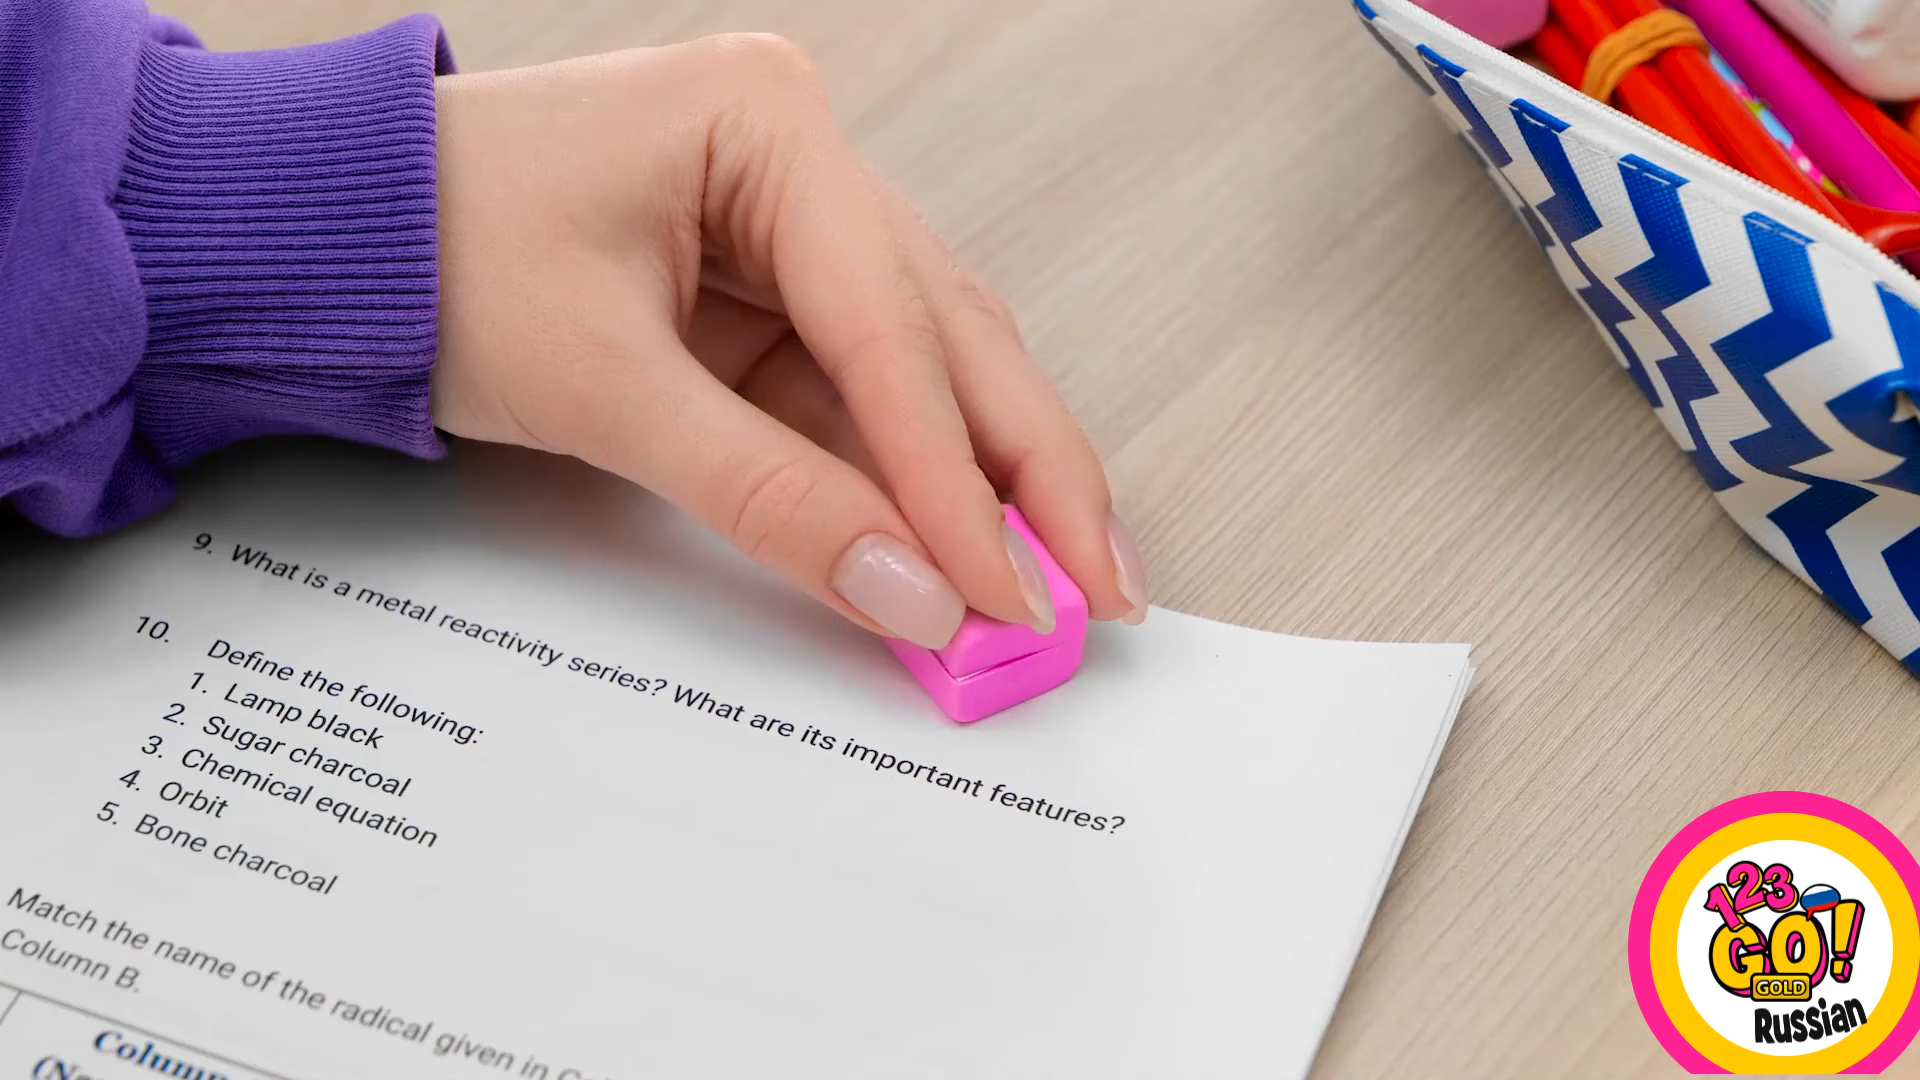 9. What is a metal reactivity series? What are its important features?
10. Define the following:
1. Lamp black
2. Sugar charcoal
3. Chemical equation
4. Orbit
5. Bone charcoal
Match the name of the radical given in
Column B.
123
GO!
GOLD
Russian